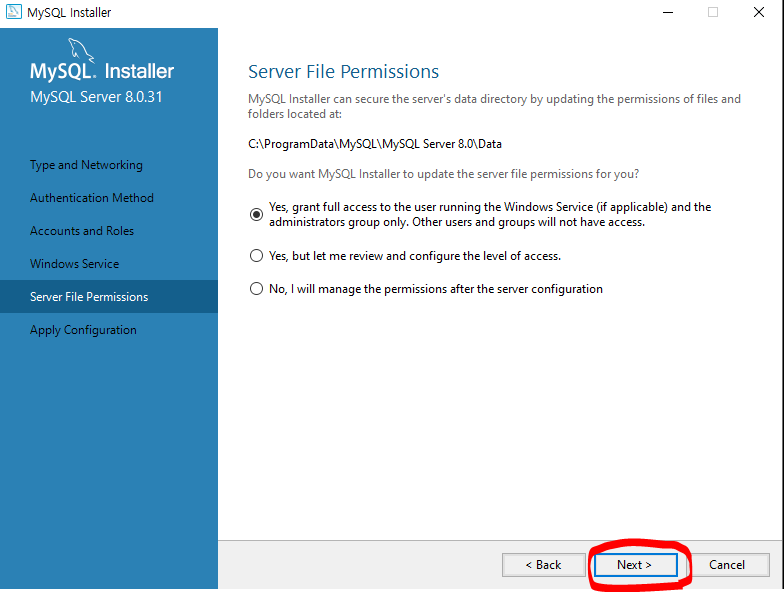 MySQL Installer
MySQL. Installer
MySQL Server 8.0.31
Type and Networking
Authentication Method
Accounts and Roles
Windows Service
Server File Permissions
Apply Configuration
Server File Permissions
MySQL Installer can secure the server's data directory by updating the permissions of files and
folders located at:
C:\ProgramData\MySQL\MySQL Server 8.0\Data
Do you want MySQL Installer to update the server file permissions for you?
Yes, grant full access to the user running the Windows Service (if applicable) and the
administrators group only. Other users and groups will not have access.
Yes, but let me review and configure the level of access.
No, I will manage the permissions after the server configuration
< Back
Next >
Cancel